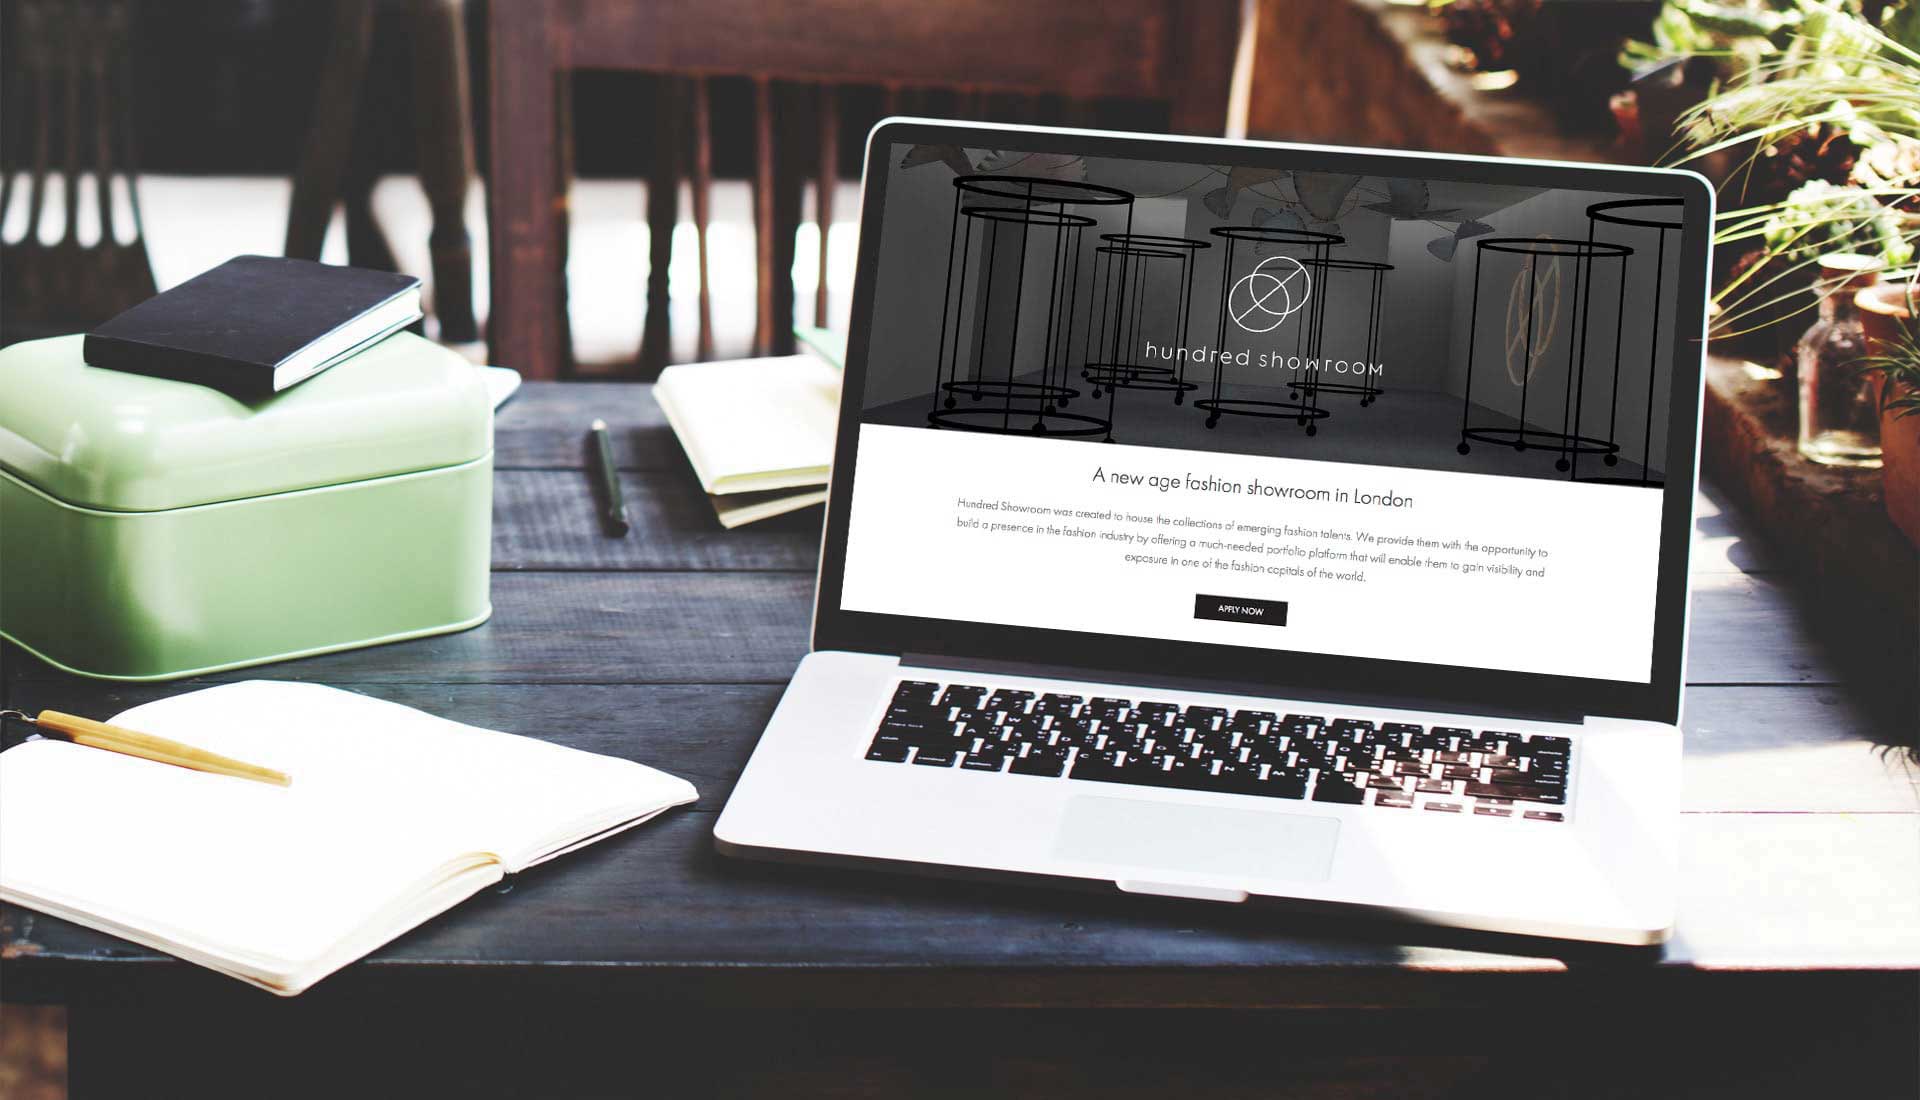 hundred showroom
A new age fashion showroom in London
Hundred Showroom was created to house the collections of emerging fashion talents. We provide them with the opportunity to
build a presence in the fashion industry by offering a much-needed portfolio platform that will enable them to gain visibility and
exposure in one of the fashion capitals of the world.
APPLY NOW